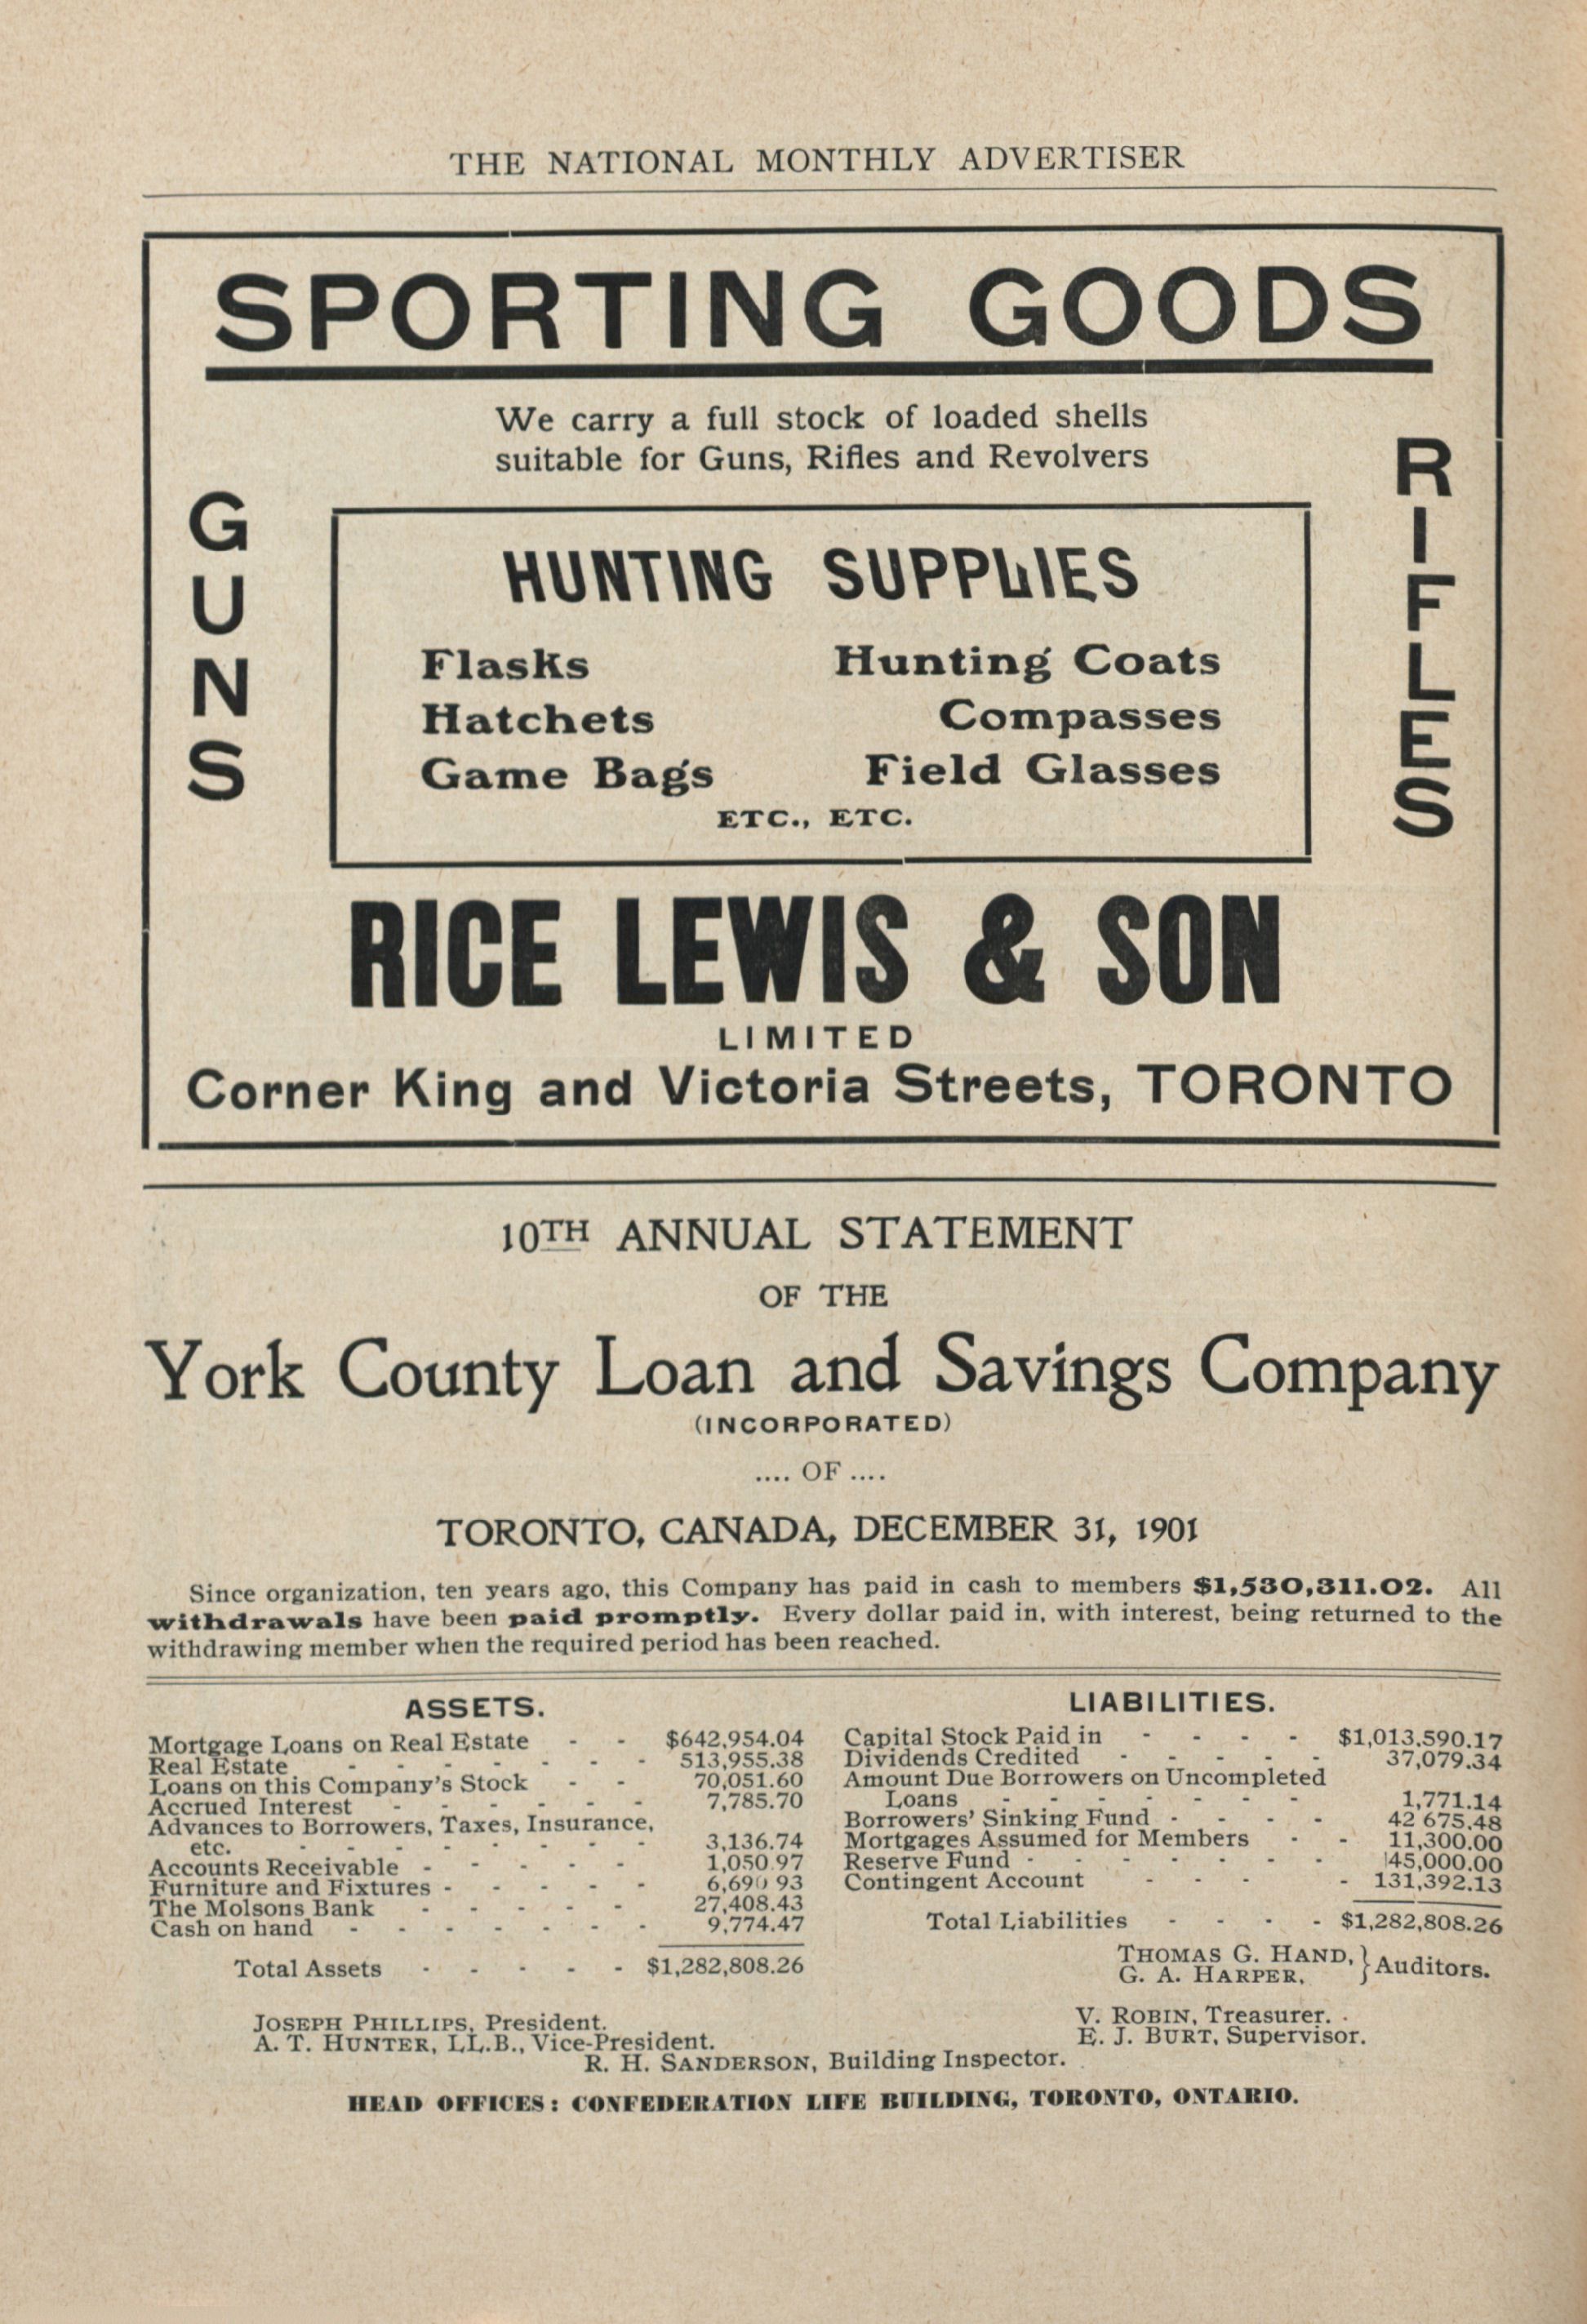 THE NATIONAL MONTHLY ADVERTISER
SPORTING GOODS
We carry a full stock of loaded shells
suitable for Guns, Rifles and Revolvers
GUNS
HUNTING SUPPLIES
Flasks Hunting Coats
Hatchets Compasses
Game Bags Field Glasses
ETC., ETC.
RIFLES
RICE LEWIS & SON
LIMITED
Corner King and Victoria Streets, TORONTO
10TH ANNUAL STATEMENT
OF THE
York County Loan and Savings Company
(INCORPORATED)
.... OF ....
TORONTO, CANADA, DECEMBER 31, 1901
Since organization, ten years ago, this Company has paid in cash to members $1,530,311.02. All
withdrawals have been paid promptly. Every dollar paid in, with interest, being returned to the
withdrawing member when the required period has been reached.
ASSETS.
Mortgage Loans on Real Estate - - $642,954.04
Real Estate - - - - - - - 513,955.38
Loans on this Company's Stock - - 70,051.60
Accrued Interest - - - - - - 7,785.70
Advances to Borrowers, Taxes, Insurance,
etc. - - - - - - - 3,136.74
Accounts Receivable - - - - - 1,050.97
Furniture and Fixtures - - - - - 6,690 93
The Molsons Bank - - - - - 27,408.43
Cash on hand - - - - - - - 9,774.47
Total Assets - - - - - $1,282,808.26
LIABILITIES.
Capital Stock Paid in - - - - $1,013.590.17
Dividends Credited - - - - - 37,079.34
Amount Due Borrowers on Uncompleted
Loans - - - - - - - 1,771.14
Borrowers' Sinking Fund - - - - 42 675.48
Mortgages Assumed for Members - - 11,300.00
Reserve Fund - - - - - - - 45,000.00
Contingent Account - - - - 131,392.13
Total Liabilities - - - - $1,282,808.26
THOMAS G. HAND, } Auditors.
G. A. HARPER,
JOSEPH PHILLIPS, President.
A. T. HUNTER, LL.B., Vice-President.
V. ROBIN, Treasurer.
E. J. BURT, Supervisor.
R. H. SANDERSON, Building Inspector.
HEAD OFFICES: CONFEDERATION LIFE BUILDING, TORONTO, ONTARIO.